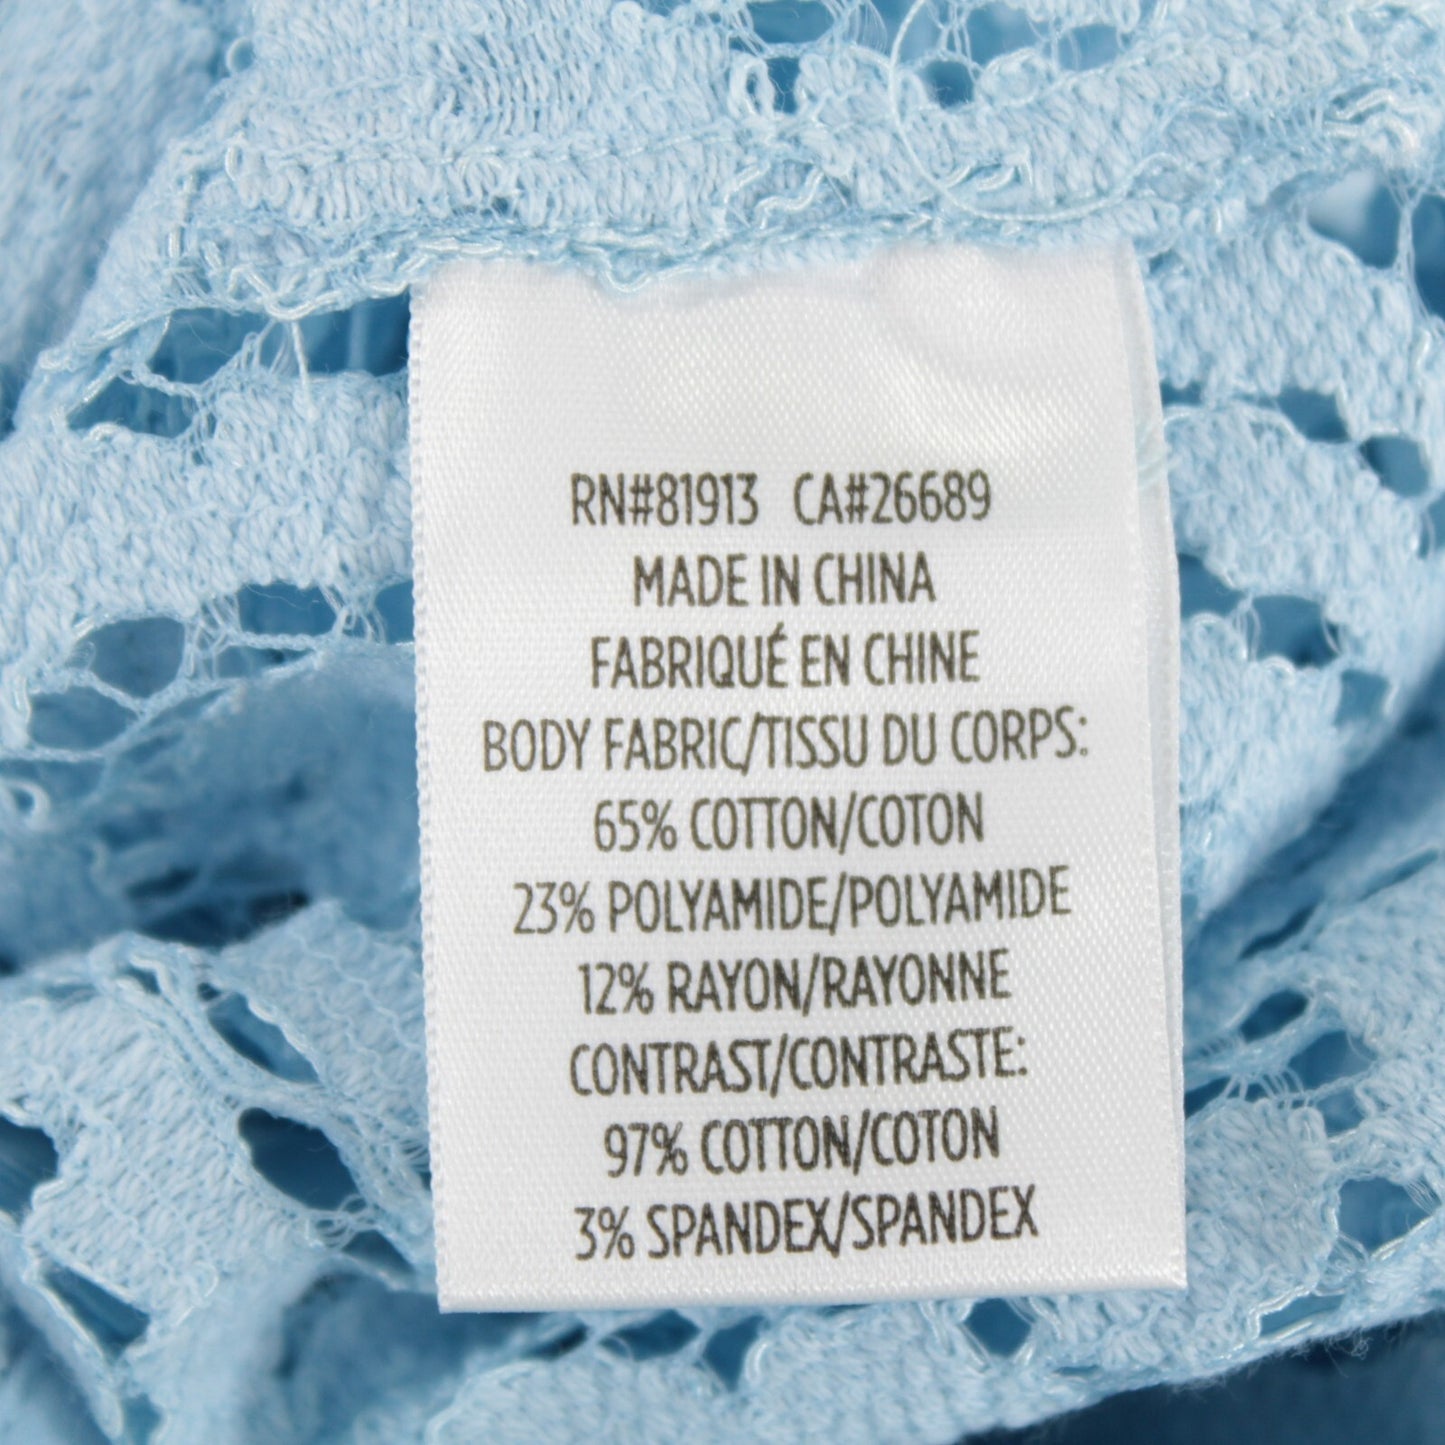 RN#81913 CA#26689
MADE IN CHINA
FABRIQUÉ EN CHINE
BODY FABRIC/TISSU DU CORPS:
65% COTTON/COTON
23% POLYAMIDE/POLYAMIDE
12% RAYON/RAYONNE
CONTRAST/CONTRASTE:
97% COTTON/COTON
3% SPANDEX/SPANDEX